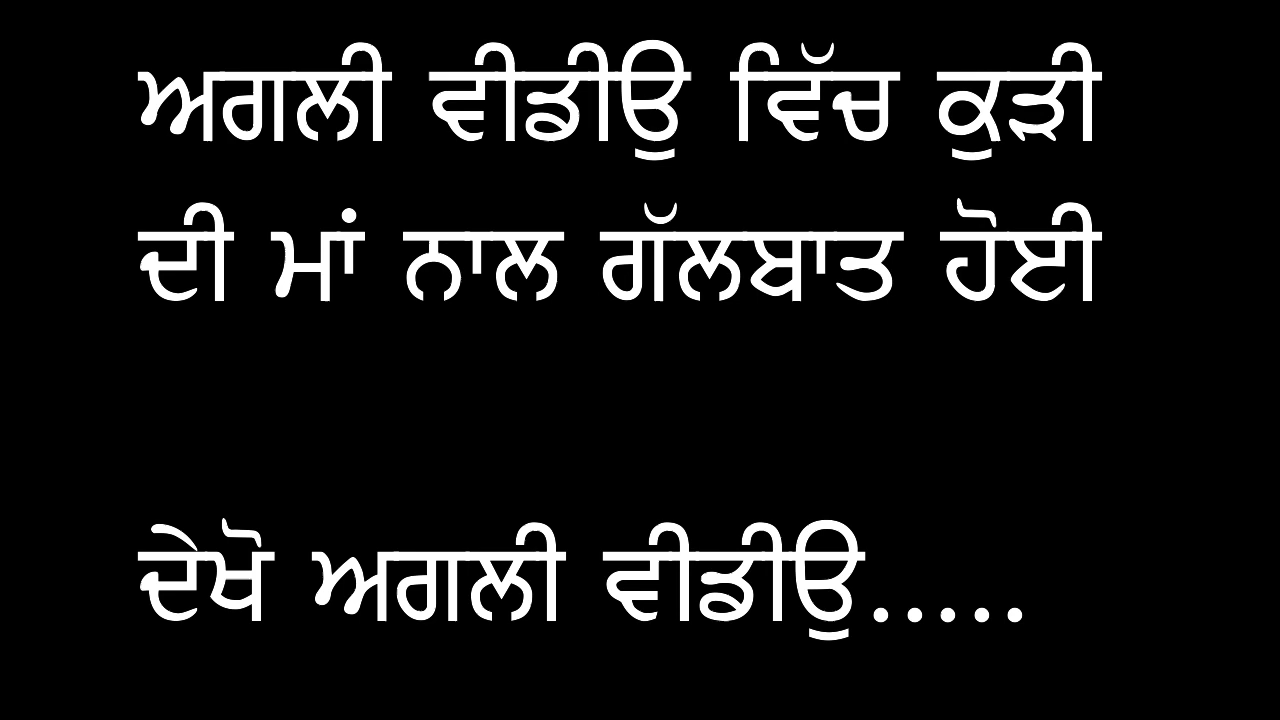 ਅਗਲੀ ਵੀਡੀਉ ਵਿੱਚ ਕੁੜੀ
ਦੀ ਮਾਂ ਨਾਲ ਗੱਲਬਾਤ ਹੋਈ
ਦੇਖੋ ਅਗਲੀ ਵੀਡੀਉ.....